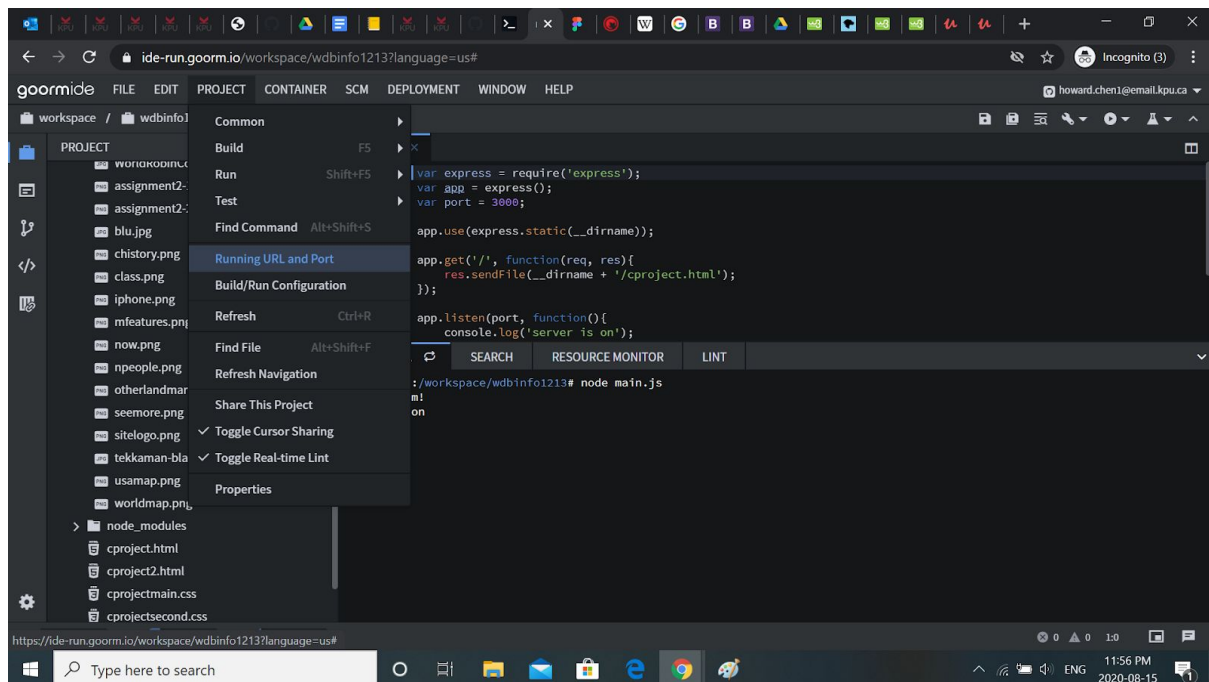 ide-run.goorm.io/workspace/wdbinfo1213?language=us#
Incognito (3)
goormide FILE EDIT PROJECT CONTAINER SCM DEPLOYMENT WINDOW HELP
howard.chen1@email.kpu.ca
workspace / wdbinfo1
PROJECT
assignment2-
assignment2-
blu.jpg
chistory.png
class.png
iphone.png
mfeatures.png
now.png
npeople.png
otherlandmar
seemore.png
sitelogo.png
tekkaman-bla
usamap.png
worldmap.png
node_modules
cproject.html
cproject2.html
cprojectmain.css
cprojectsecond.css
Common
Build F5
Run Shift+F5
Test
Find Command Alt+Shift+S
Running URL and Port
Build/Run Configuration
Refresh Ctrl+R
Find File Alt+Shift+F
Refresh Navigation
Share This Project
Toggle Cursor Sharing
Toggle Real-time Lint
Properties
var express = require('express');
var app = express();
var port = 3000;
app.use(express.static(__dirname));
app.get('/', function(req, res){
res.sendFile(__dirname + '/cproject.html');
});
app.listen(port, function(){
console.log('server is on');
SEARCH RESOURCE MONITOR LINT
:/workspace/wdbinfo1213# node main.js
m!
on
https://ide-run.goorm.io/workspace/wdbinfo1213?language=us#
0 0 1:0
Type here to search
ENG
11:56 PM
2020-08-15